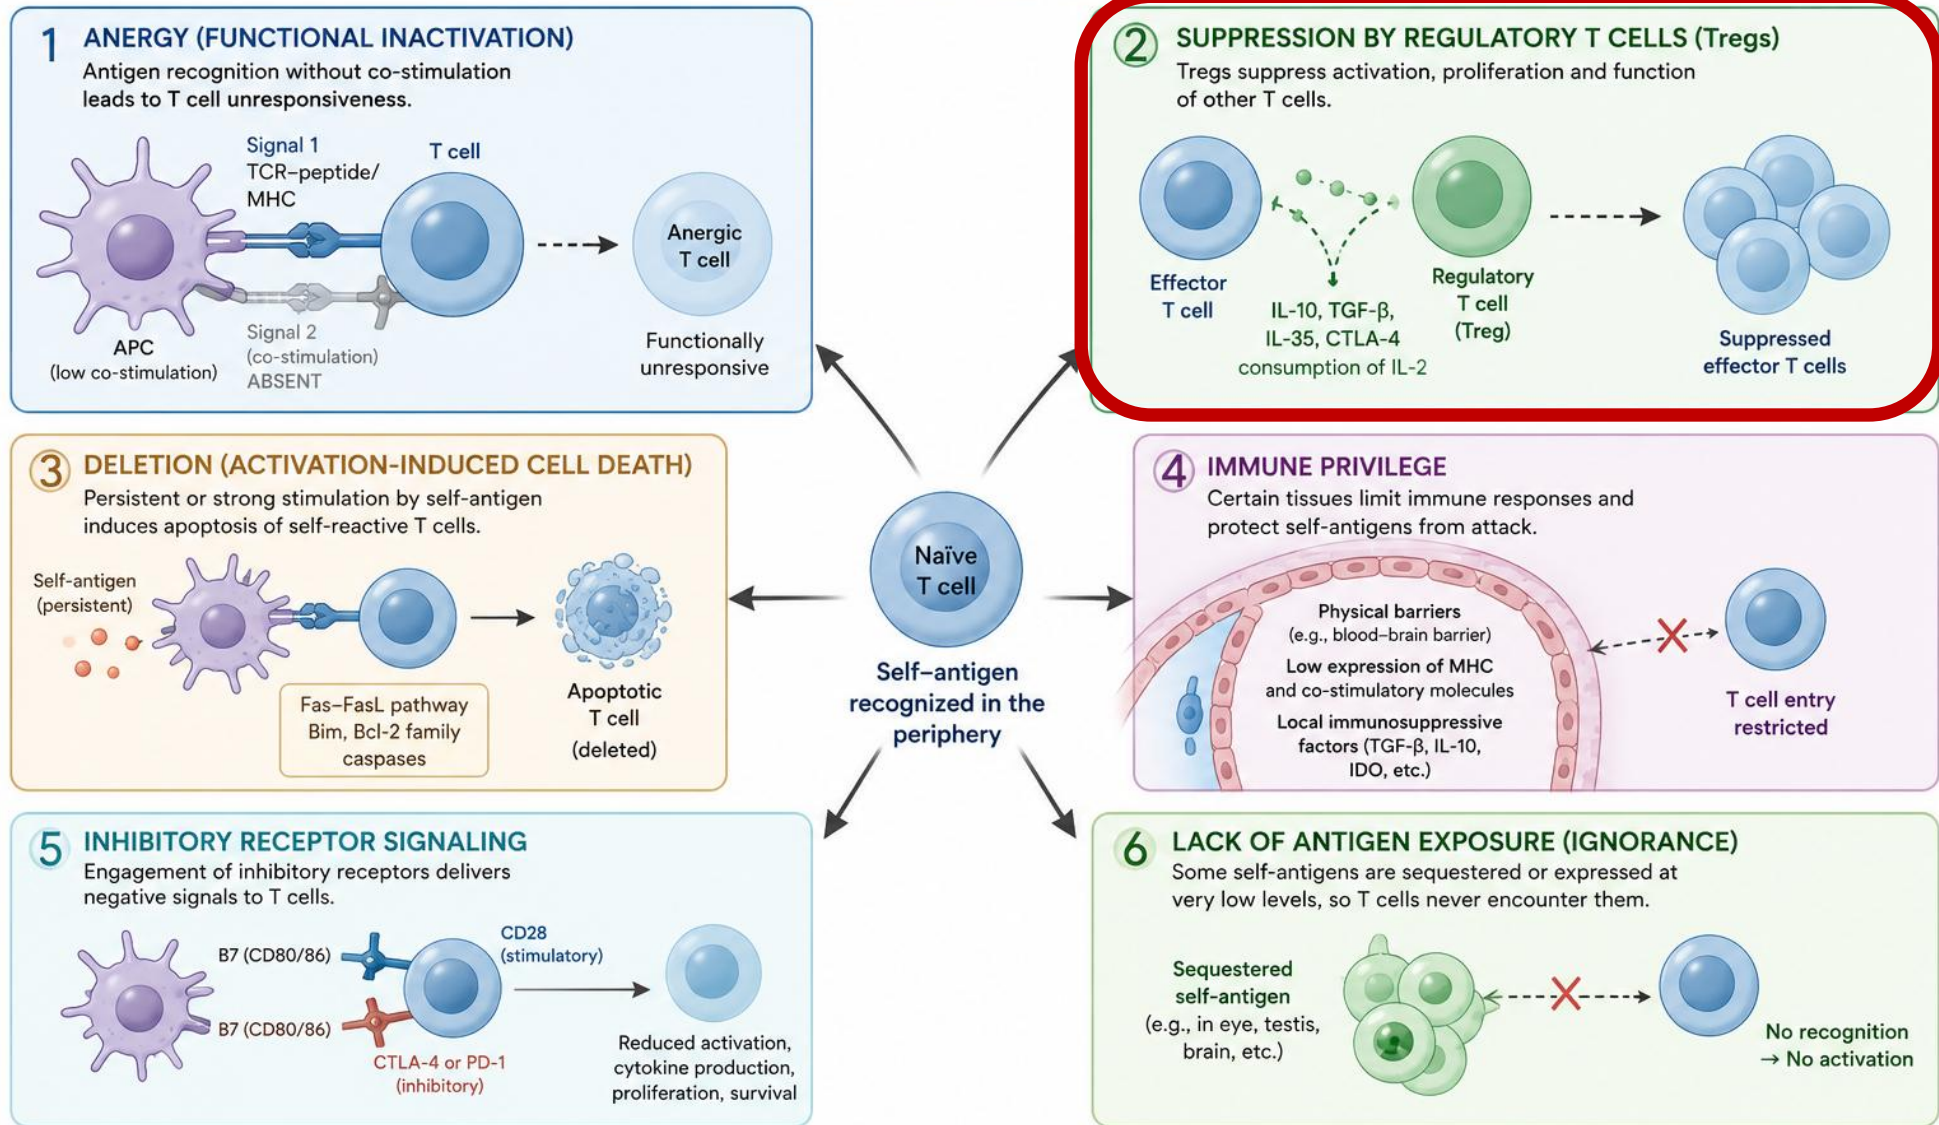 1 ANERGY (FUNCTIONAL INACTIVATION)
Antigen recognition without co-stimulation
leads to T cell unresponsiveness.
Signal 1
TCR–peptide/
MHC
T cell
Anergic
T cell
APC
(low co-stimulation)
Signal 2
(co-stimulation)
ABSENT
Functionally
unresponsive
2 SUPPRESSION BY REGULATORY T CELLS (Tregs)
Tregs suppress activation, proliferation and function
of other T cells.
Effector
T cell
IL-10, TGF-β,
IL-35, CTLA-4
consumption of IL-2
Regulatory
T cell
(Treg)
Suppressed
effector T cells
3 DELETION (ACTIVATION-INDUCED CELL DEATH)
Persistent or strong stimulation by self-antigen
induces apoptosis of self-reactive T cells.
Self-antigen
(persistent)
Fas–FasL pathway
Bim, Bcl-2 family
caspases
Apoptotic
T cell
(deleted)
Naïve
T cell
Self–antigen
recognized in the
periphery
4 IMMUNE PRIVILEGE
Certain tissues limit immune responses and
protect self-antigens from attack.
Physical barriers
(e.g., blood–brain barrier)
Low expression of MHC
and co-stimulatory molecules
Local immunosuppressive
factors (TGF-β, IL-10,
IDO, etc.)
T cell entry
restricted
5 INHIBITORY RECEPTOR SIGNALING
Engagement of inhibitory receptors delivers
negative signals to T cells.
B7 (CD80/86)
CD28
(stimulatory)
B7 (CD80/86)
CTLA-4 or PD-1
(inhibitory)
Reduced activation,
cytokine production,
proliferation, survival
6 LACK OF ANTIGEN EXPOSURE (IGNORANCE)
Some self-antigens are sequestered or expressed at
very low levels, so T cells never encounter them.
Sequestered
self-antigen
(e.g., in eye, testis,
brain, etc.)
No recognition
→ No activation